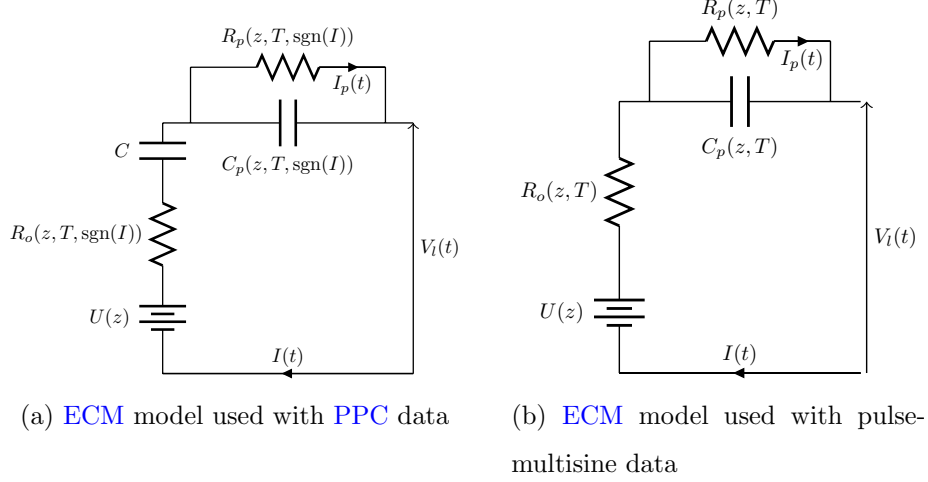 R_p(z, T, sgn(I))
I_p(t)
C
C_p(z, T, sgn(I))
R_o(z, T, sgn(I))
V_l(t)
U(z)
I(t)
(a) ECM model used with PPC data
R_p(z, T)
I_p(t)
C_p(z, T)
R_o(z, T)
V_l(t)
U(z)
I(t)
(b) ECM model used with pulse-
multisine data